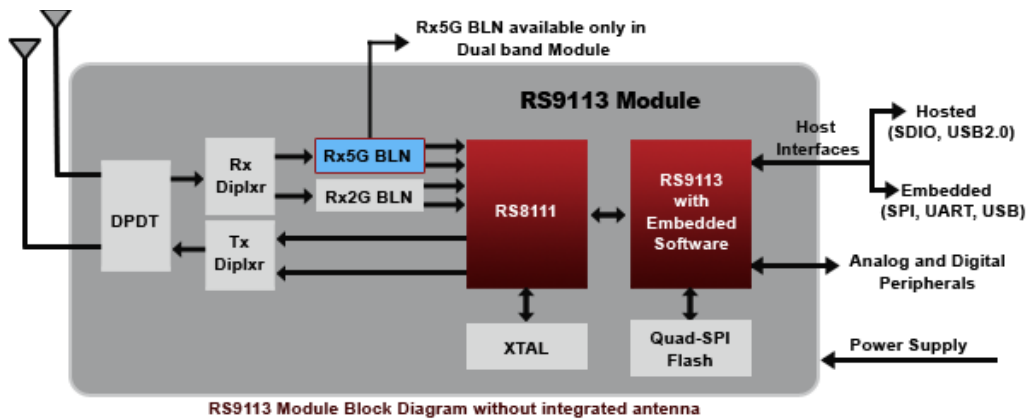 Rx5G BLN available only in
Dual band Module
RS9113 Module
Host
Interfaces
Hosted
(SDIO, USB2.0)
Embedded
(SPI, UART, USB)
Rx
Diplxr
Rx5G BLN
Rx2G BLN
DPDT
Tx
Diplxr
RS8111
RS9113
with
Embedded
Software
Analog and Digital
Peripherals
XTAL
Quad-SPI
Flash
Power Supply
RS9113 Module Block Diagram without integrated antenna